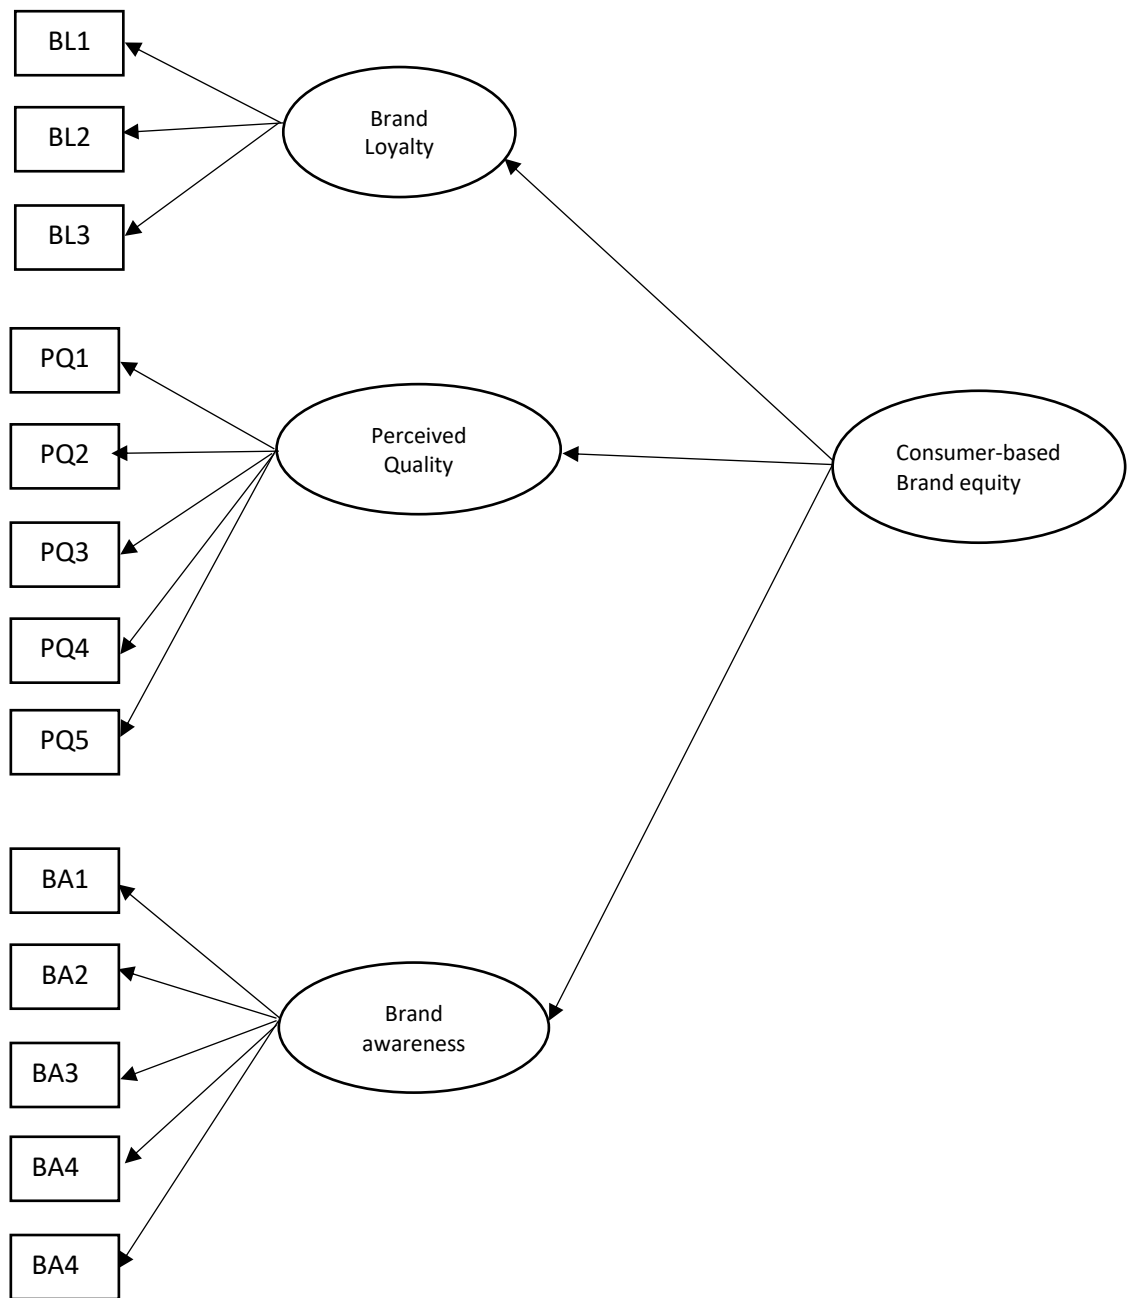 BL1
BL2
BL3
Brand
Loyalty
PQ1
PQ2
PQ3
PQ4
PQ5
Perceived
Quality
Consumer-based
Brand equity
BA1
BA2
BA3
BA4
BA4
Brand
awareness